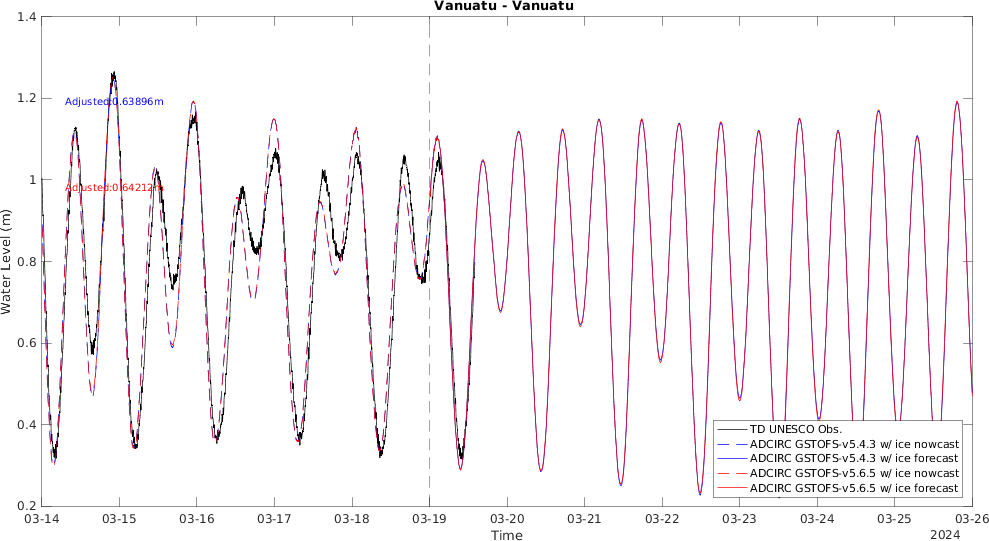 Vanuatu - Vanuatu
1.4
1.2
1
0.8
0.6
0.4
0.2
Water Level (m)
Adjusted:0.63896m
Adjusted:0.64212m
TD UNESCO Obs.
ADCIRC GSTOFS-v5.4.3 w/ ice nowcast
ADCIRC GSTOFS-v5.4.3 w/ ice forecast
ADCIRC GSTOFS-v5.6.5 w/ ice nowcast
ADCIRC GSTOFS-v5.6.5 w/ ice forecast
03-14 03-15 03-16 03-17 03-18 03-19 03-20 03-21 03-22 03-23 03-24 03-25 03-26
Time
2024